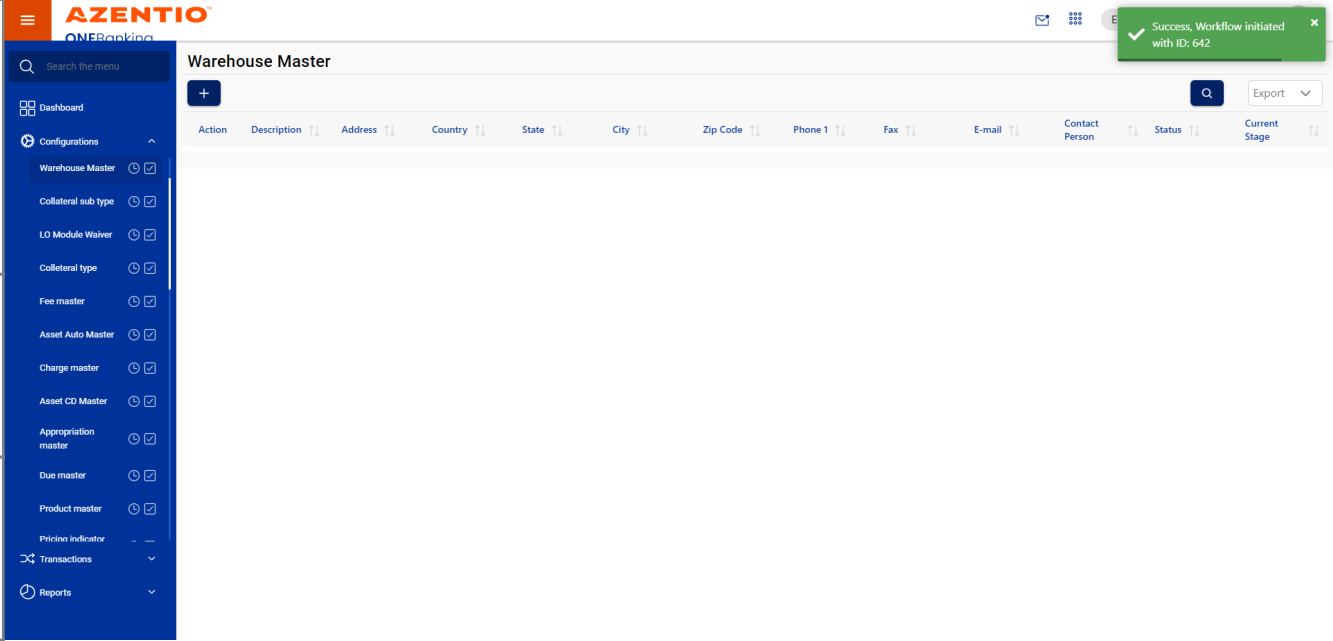 AZENTIO™
ONEBanking
E
Success, Workflow initiated
with ID: 642
Search the menu
Dashboard
Configurations
Warehouse Master
Collateral sub type
LO Module Waiver
Colleteral type
Fee master
Asset Auto Master
Charge master
Asset CD Master
Appropriation
master
Due master
Product master
Pricing indicator
Transactions
Reports
Warehouse Master
Export
Action Description Address Country State City Zip Code Phone 1 Fax E-mail Contact Person Status Current Stage